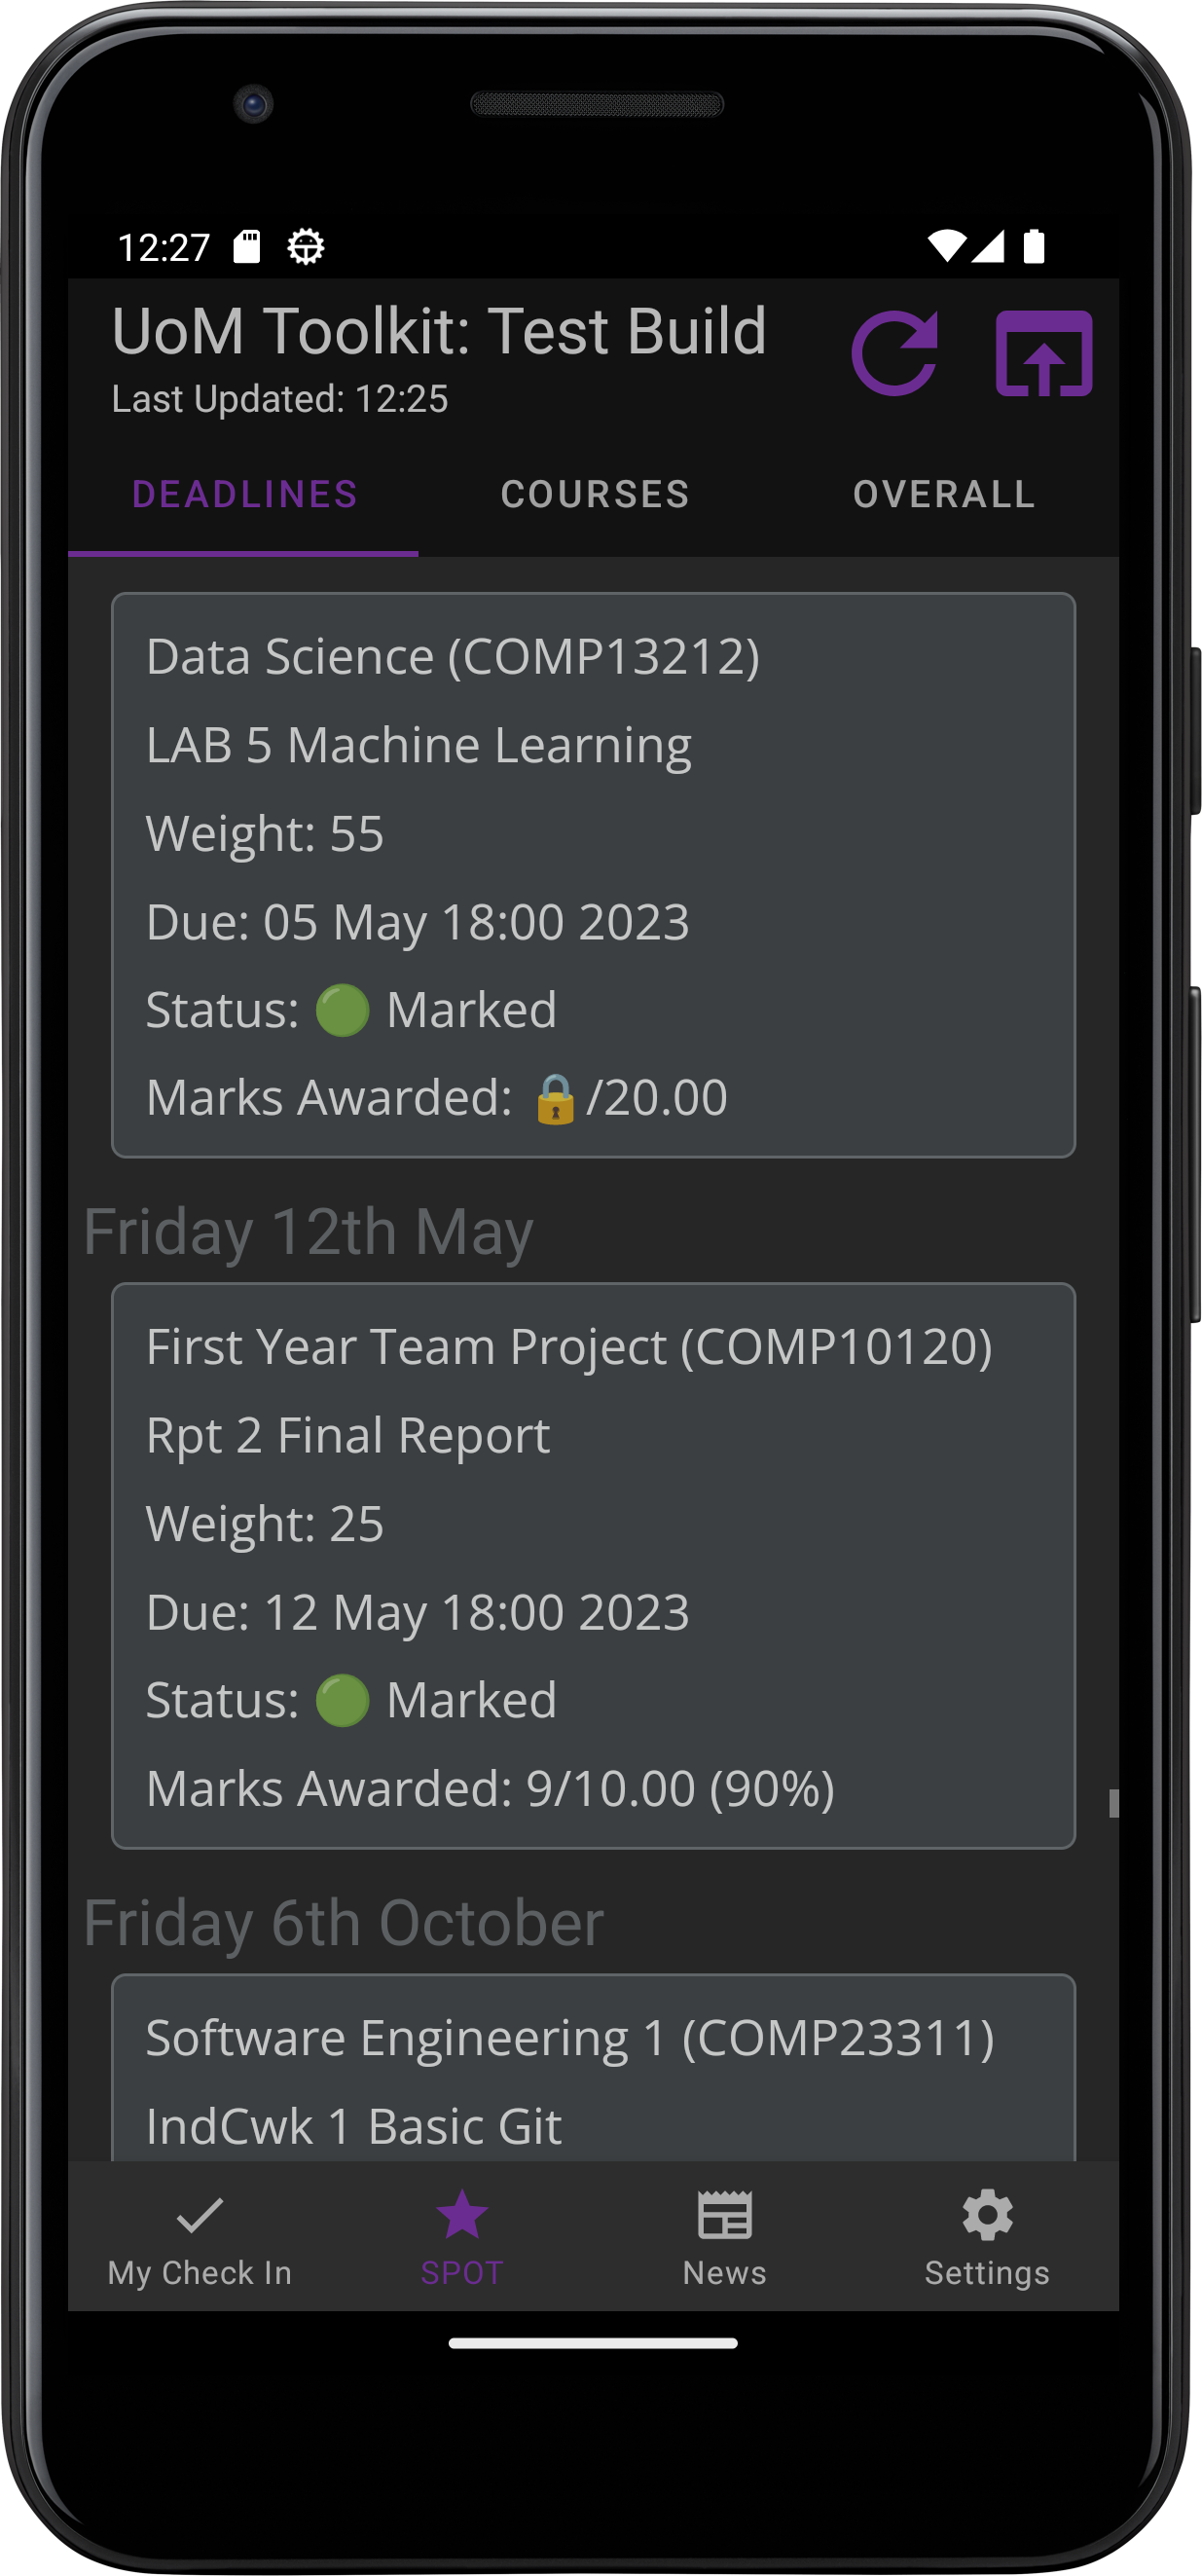 12:27
UoM Toolkit: Test Build
Last Updated: 12:25
DEADLINES COURSES OVERALL
Data Science (COMP13212)
LAB 5 Machine Learning
Weight: 55
Due: 05 May 18:00 2023
Status: 🟢 Marked
Marks Awarded: 🔒/20.00
Friday 12th May
First Year Team Project (COMP10120)
Rpt 2 Final Report
Weight: 25
Due: 12 May 18:00 2023
Status: 🟢 Marked
Marks Awarded: 9/10.00 (90%)
Friday 6th October
Software Engineering 1 (COMP23311)
IndCwk 1 Basic Git
My Check In SPOT News Settings